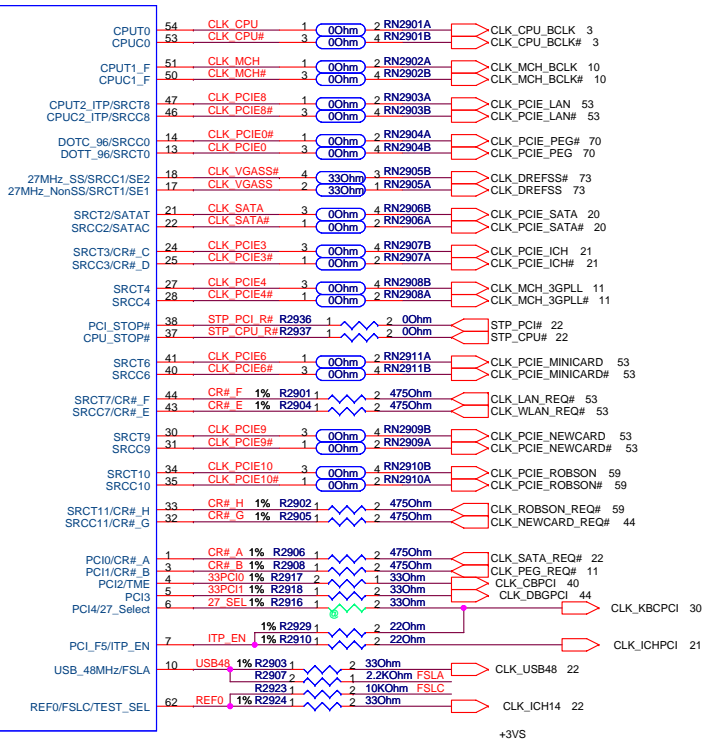 CPUT0 54 CLK_CPU 1 0Ohm 2 RN2901A CLK_CPU_BCLK 3
CPUC0 53 CLK_CPU# 3 0Ohm 4 RN2901B CLK_CPU_BCLK# 3
CPUT1_F 51 CLK_MCH 1 0Ohm 2 RN2902A CLK_MCH_BCLK 10
CPUC1_F 50 CLK_MCH# 3 0Ohm 4 RN2902B CLK_MCH_BCLK# 10
CPUT2_ITP/SRCT8 47 CLK_PCIE8 1 0Ohm 2 RN2903A CLK_PCIE_LAN 53
CPUC2_ITP/SRCC8 46 CLK_PCIE8# 3 0Ohm 4 RN2903B CLK_PCIE_LAN# 53
DOTC_96/SRCC0 14 CLK_PCIE0# 1 0Ohm 2 RN2904A CLK_PCIE_PEG# 70
DOTT_96/SRCT0 13 CLK_PCIE0 3 0Ohm 4 RN2904B CLK_PCIE_PEG 70
27MHz_SS/SRCC1/SE2 18 CLK_VGASS# 4 33Ohm 3 RN2905B CLK_DREFSS# 73
27MHz_NonSS/SRCT1/SE1 17 CLK_VGASS 2 33Ohm 1 RN2905A CLK_DREFSS 73
SRCT2/SATAT 21 CLK_SATA 3 0Ohm 4 RN2906B CLK_PCIE_SATA 20
SRCC2/SATAC 22 CLK_SATA# 1 0Ohm 2 RN2906A CLK_PCIE_SATA# 20
SRCT3/CR#_C 24 CLK_PCIE3 3 0Ohm 4 RN2907B CLK_PCIE_ICH 21
SRCC3/CR#_D 25 CLK_PCIE3# 1 0Ohm 2 RN2907A CLK_PCIE_ICH# 21
SRCT4 27 CLK_PCIE4 3 0Ohm 4 RN2908B CLK_MCH_3GPLL 11
SRCC4 28 CLK_PCIE4# 1 0Ohm 2 RN2908A CLK_MCH_3GPLL# 11
PCI_STOP# 38 STP_PCI_R# R2936 1 2 0Ohm STP_PCI# 22
CPU_STOP# 37 STP_CPU_R# R2937 1 2 0Ohm STP_CPU# 22
SRCT6 41 CLK_PCIE6 1 0Ohm 2 RN2911A CLK_PCIE_MINICARD 53
SRCC6 40 CLK_PCIE6# 3 0Ohm 4 RN2911B CLK_PCIE_MINICARD# 53
SRCT7/CR#_F 44 CR#_F 1% R2901 1 2 475Ohm CLK_LAN_REQ# 53
SRCC7/CR#_E 43 CR#_E 1% R2904 1 2 475Ohm CLK_WLAN_REQ# 53
SRCT9 30 CLK_PCIE9 3 0Ohm 4 RN2909B CLK_PCIE_NEWCARD 53
SRCC9 31 CLK_PCIE9# 1 0Ohm 2 RN2909A CLK_PCIE_NEWCARD# 53
SRCT10 34 CLK_PCIE10 3 0Ohm 4 RN2910B CLK_PCIE_ROBSON 59
SRCC10 35 CLK_PCIE10# 1 0Ohm 2 RN2910A CLK_PCIE_ROBSON# 59
SRCT11/CR#_H 33 CR#_H 1% R2902 1 2 475Ohm CLK_ROBSON_REQ# 59
SRCC11/CR#_G 32 CR#_G 1% R2905 1 2 475Ohm CLK_NEWCARD_REQ# 44
PCI0/CR#_A 1 CR#_A 1% R2906 1 2 475Ohm CLK_SATA_REQ# 22
PCI1/CR#_B 3 CR#_B 1% R2908 1 2 475Ohm CLK_PEG_REQ# 11
PCI2/TME 4 33PCI0 1% R2917 2 1 33Ohm CLK_CBPCI 40
PCI3 5 33PCI1 1% R2918 1 2 33Ohm CLK_DBGPCI 44
PCI4/27_Select 6 27_SEL 1% R2916 1 2 33Ohm CLK_KBCPCI 30
@
1% R2929 1 2 22Ohm
PCI_F5/ITP_EN 7 ITP_EN 1% R2910 1 2 22Ohm CLK_ICHPCI 21
USB_48MHz/FSLA 10 USB48 1% R2903 1 2 33Ohm CLK_USB48 22
R2907 2 1 2.2KOhm FSLA
R2923 1 2 10KOhm FSLC
REF0/FSLC/TEST_SEL 62 REF0 1% R2924 1 2 33Ohm CLK_ICH14 22
+3VS